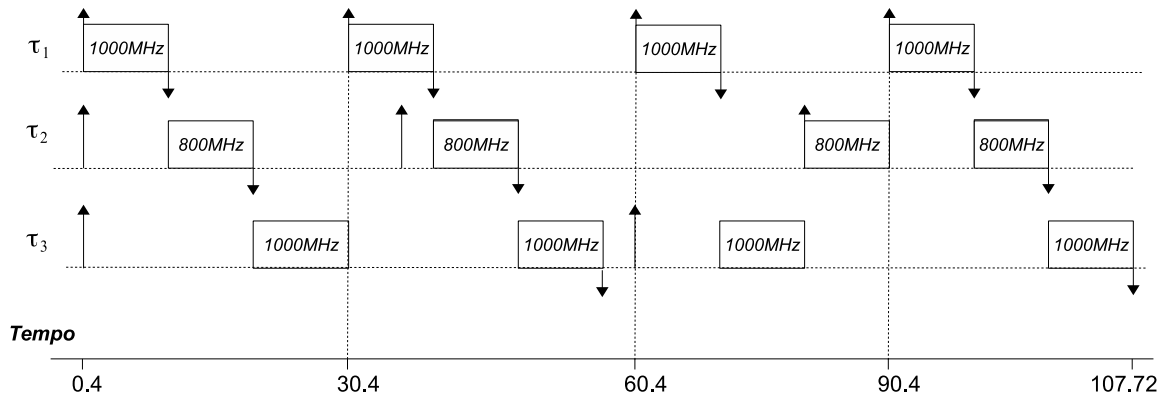 τ1 1000MHz 1000MHz 1000MHz 1000MHz
τ2 800MHz 800MHz 800MHz 800MHz
τ3 1000MHz 1000MHz 1000MHz 1000MHz
Tempo
0.4 30.4 60.4 90.4 107.72